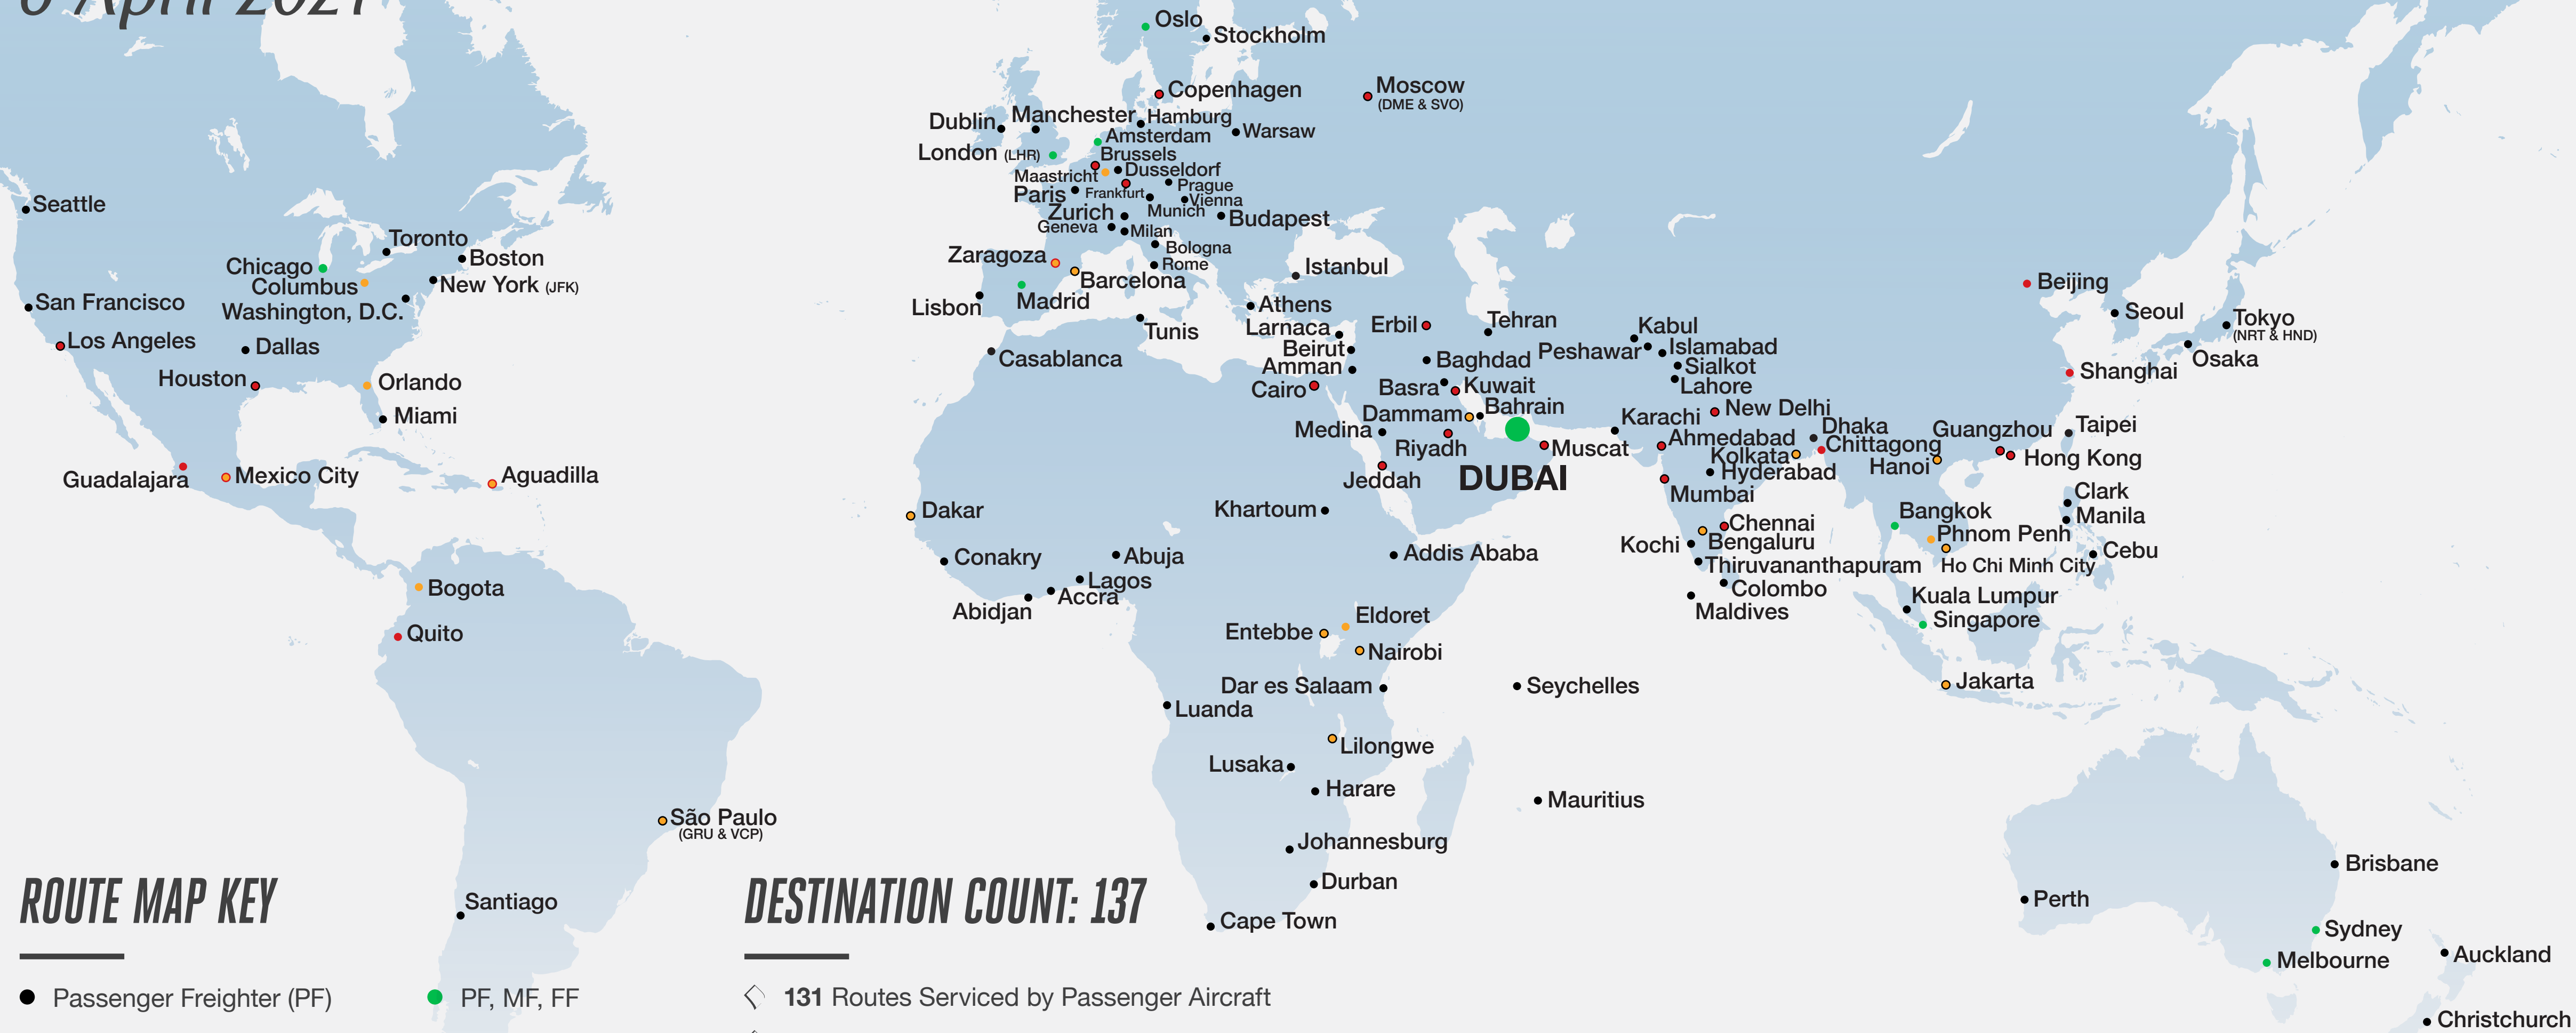 April 2021
Oslo
Stockholm
Copenhagen
Moscow
(DME & SVO)
Dublin
Manchester
Hamburg
Amsterdam
Warsaw
London (LHR)
Brussels
Maastricht
Dusseldorf
Paris
Frankfurt
Prague
Vienna
Zurich
Munich
Budapest
Geneva
Milan
Bologna
Zaragoza
Rome
Istanbul
Barcelona
Lisbon
Madrid
Athens
Tunis
Larnaca
Casablanca
Beirut
Amman
Cairo
Seattle
Toronto
Boston
Chicago
Columbus
New York (JFK)
San Francisco
Washington, D.C.
Los Angeles
Dallas
Houston
Orlando
Miami
Guadalajara
Mexico City
Aguadilla
Bogota
Quito
São Paulo
(GRU & VCP)
Santiago
Erbil
Tehran
Kabul
Baghdad
Peshawar
Islamabad
Sialkot
Basra
Kuwait
Lahore
Dammam
Bahrain
Karachi
New Delhi
Medina
Riyadh
Muscat
Ahmedabad
Dhaka
Chittagong
Kolkata
Jeddah
DUBAI
Hyderabad
Mumbai
Chennai
Bengaluru
Kochi
Thiruvananthapuram
Colombo
Maldives
Beijing
Seoul
Tokyo
(NRT & HND)
Osaka
Shanghai
Guangzhou
Taipei
Hanoi
Hong Kong
Clark
Bangkok
Manila
Phnom Penh
Cebu
Ho Chi Minh City
Kuala Lumpur
Singapore
Jakarta
Dakar
Khartoum
Conakry
Abuja
Addis Ababa
Lagos
Accra
Abidjan
Eldoret
Entebbe
Nairobi
Dar es Salaam
Seychelles
Luanda
Lilongwe
Lusaka
Harare
Mauritius
Johannesburg
Durban
Cape Town
Brisbane
Perth
Sydney
Melbourne
Auckland
Christchurch
ROUTE MAP KEY
Passenger Freighter (PF)
PF, MF, FF
DESTINATION COUNT: 137
131 Routes Serviced by Passenger Aircraft